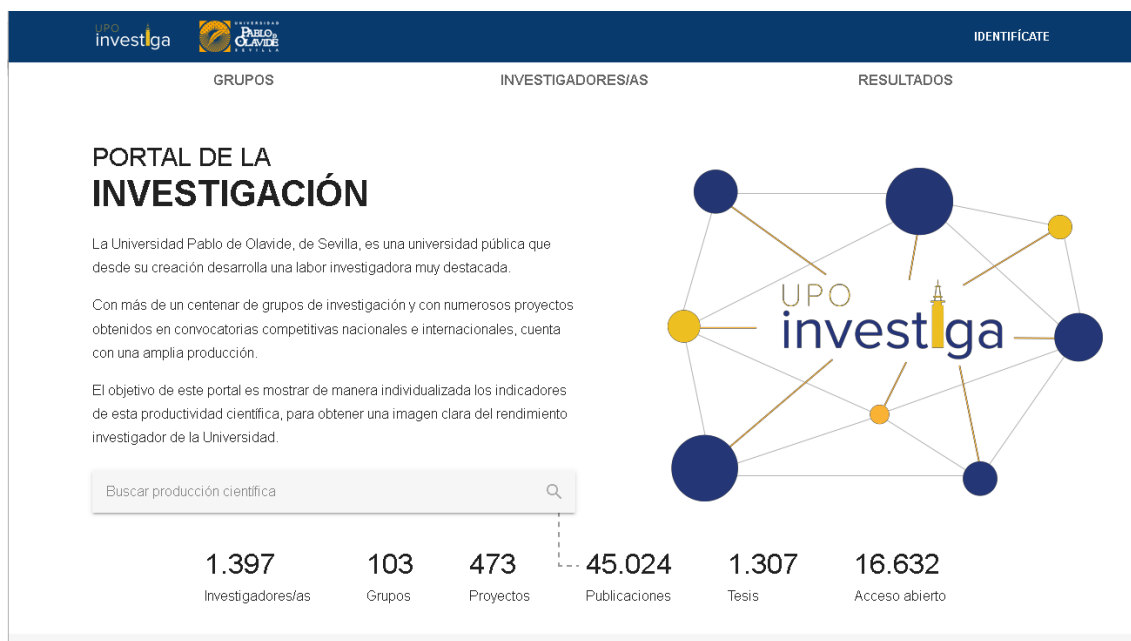 UPO
investiga
UNIVERSIDAD
PABLO DE
OLAVIDE
SEVILLA
IDENTIFÍCATE
GRUPOS
INVESTIGADORES/AS
RESULTADOS
PORTAL DE LA
INVESTIGACIÓN
La Universidad Pablo de Olavide, de Sevilla, es una universidad pública que
desde su creación desarrolla una labor investigadora muy destacada.
Con más de un centenar de grupos de investigación y con numerosos proyectos
obtenidos en convocatorias competitivas nacionales e internacionales, cuenta
con una amplia producción.
El objetivo de este portal es mostrar de manera individualizada los indicadores
de esta productividad científica, para obtener una imagen clara del rendimiento
investigador de la Universidad.
UPO
investiga
Buscar producción científica
1.397
Investigadores/as
103
Grupos
473
Proyectos
45.024
Publicaciones
1.307
Tesis
16.632
Acceso abierto